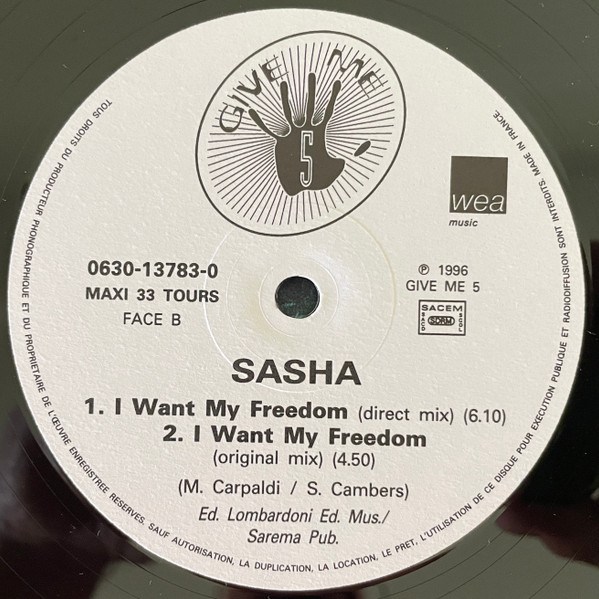 GIVE ME
5
wea
music
0630-13783-0
MAXI 33 TOURS
FACE B
℗ 1996
GIVE ME 5
SACEM
SACD SDRM SCGL
SASHA
1. I Want My Freedom (direct mix) (6.10)
2. I Want My Freedom
(original mix) (4.50)
(M. Carpaldi / S. Cambers)
Ed. Lombardoni Ed. Mus./
Sarema Pub.
TOUS DROITS DU PRODUCTEUR PHONOGRAPHIQUE ET DU PROPRIETAIRE DE L'ŒUVRE ENREGISTREE RESERVES. SAUF AUTORISATION, LA DUPLICATION, LA LOCATION, LE PRET, L'UTILISATION DE CE DISQUE POUR EXECUTION PUBLIQUE ET RADIODIFFUSION SONT INTERDITS. MADE IN FRANCE.